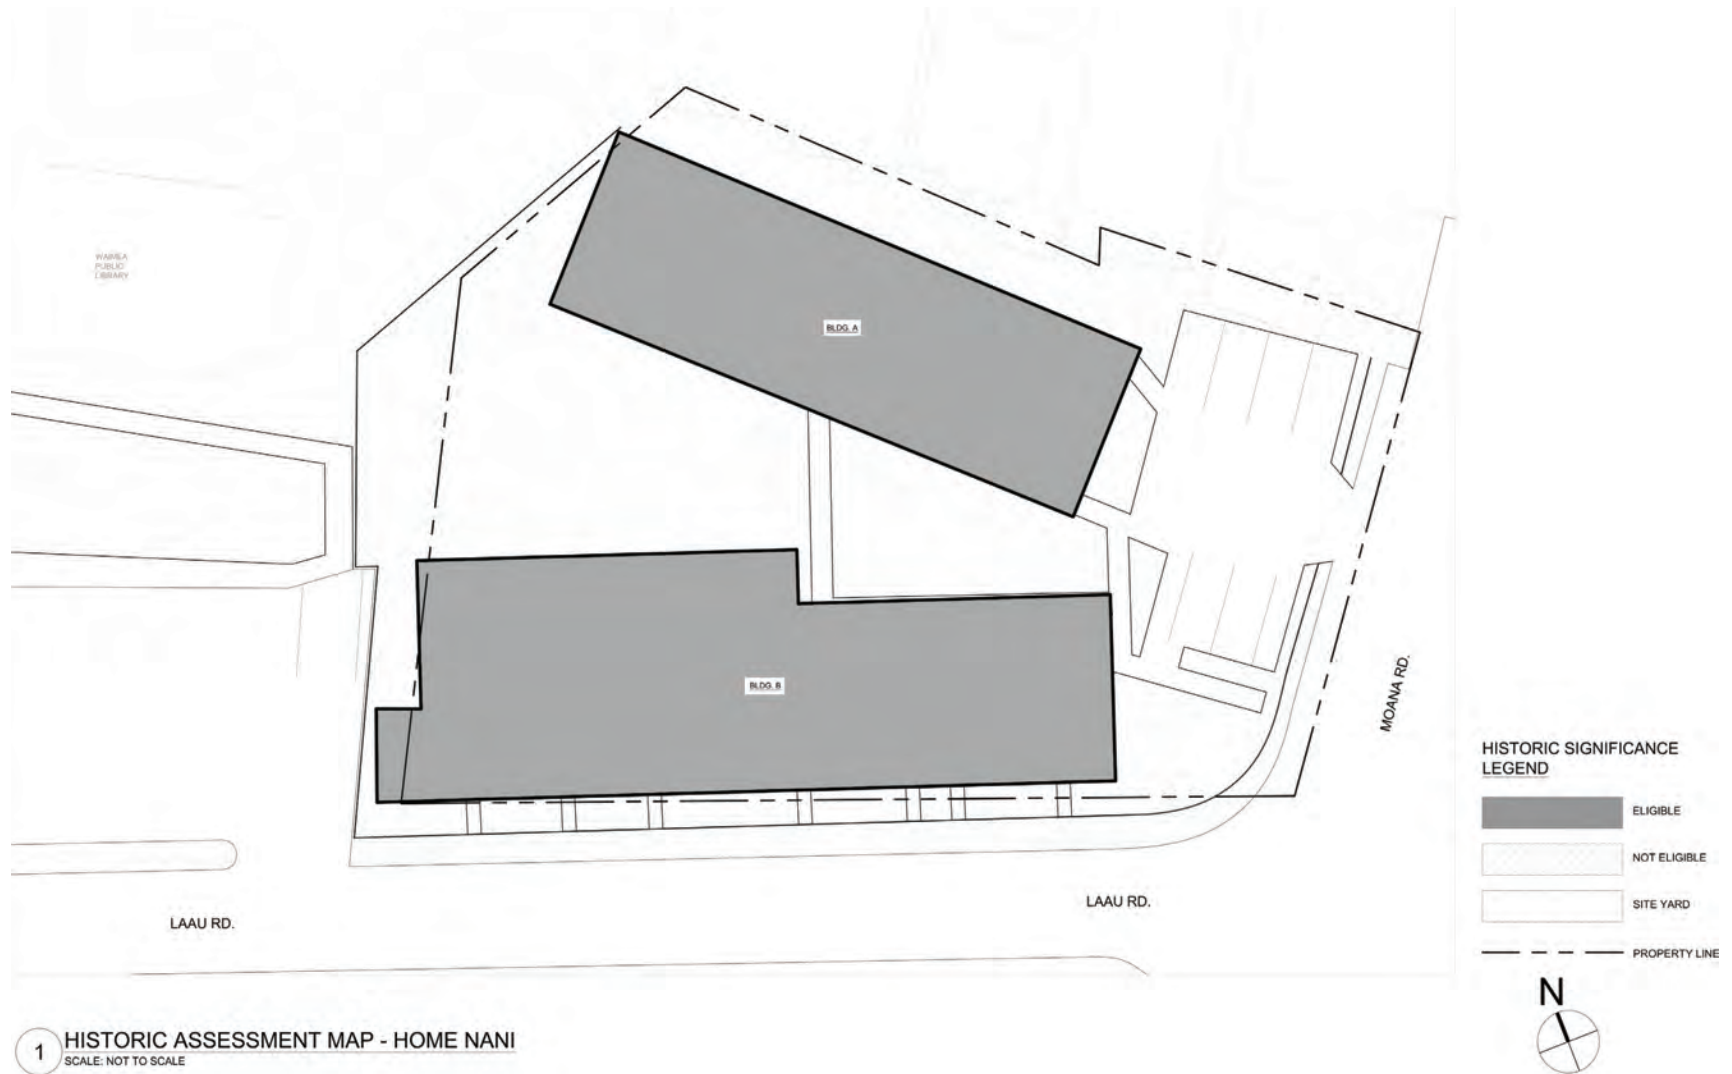 WAIMEA
PUBLIC
LIBRARY
BLDG. A
BLDG. B
MOANA RD.
LAAU RD.
LAAU RD.
HISTORIC SIGNIFICANCE
LEGEND
ELIGIBLE
NOT ELIGIBLE
SITE YARD
PROPERTY LINE
N
1
HISTORIC ASSESSMENT MAP - HOME NANI
SCALE: NOT TO SCALE